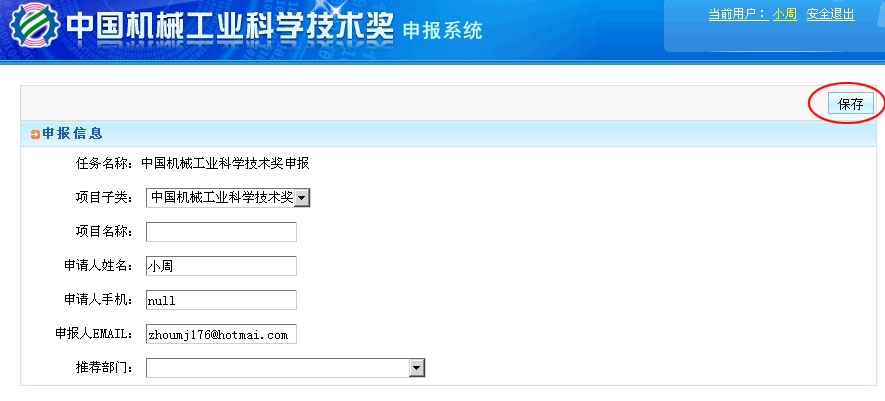 中国机械工业科学技术奖 申报系统
当前用户： 小周 安全退出
保存
申报信息
任务名称： 中国机械工业科学技术奖申报
项目子类： 中国机械工业科学技术奖
项目名称：
申请人姓名： 小周
申请人手机： null
申报人EMAIL： zhoumj176@hotmai.com
推荐部门：